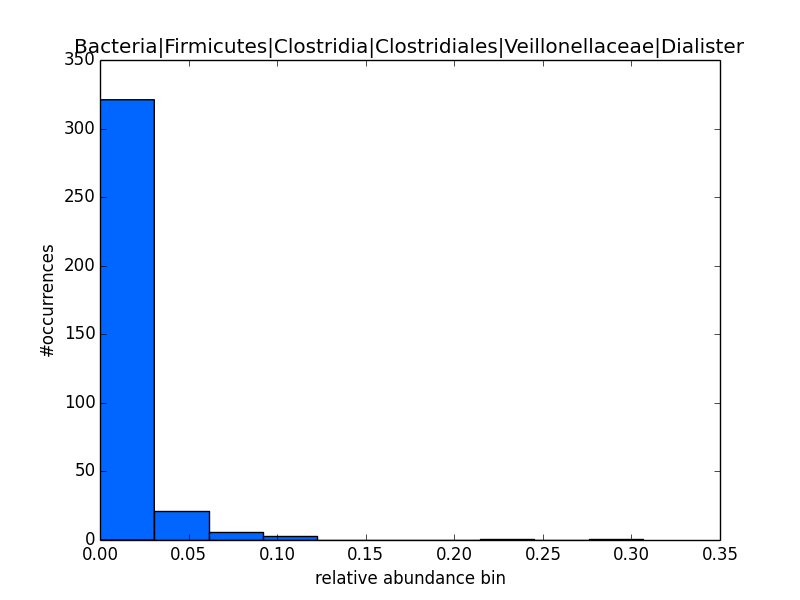 Bacteria|Firmicutes|Clostridia|Clostridiales|Veillonellaceae|Dialister
350
300
250
200
150
100
50
0
#occurrences
0.00 0.05 0.10 0.15 0.20 0.25 0.30 0.35
relative abundance bin